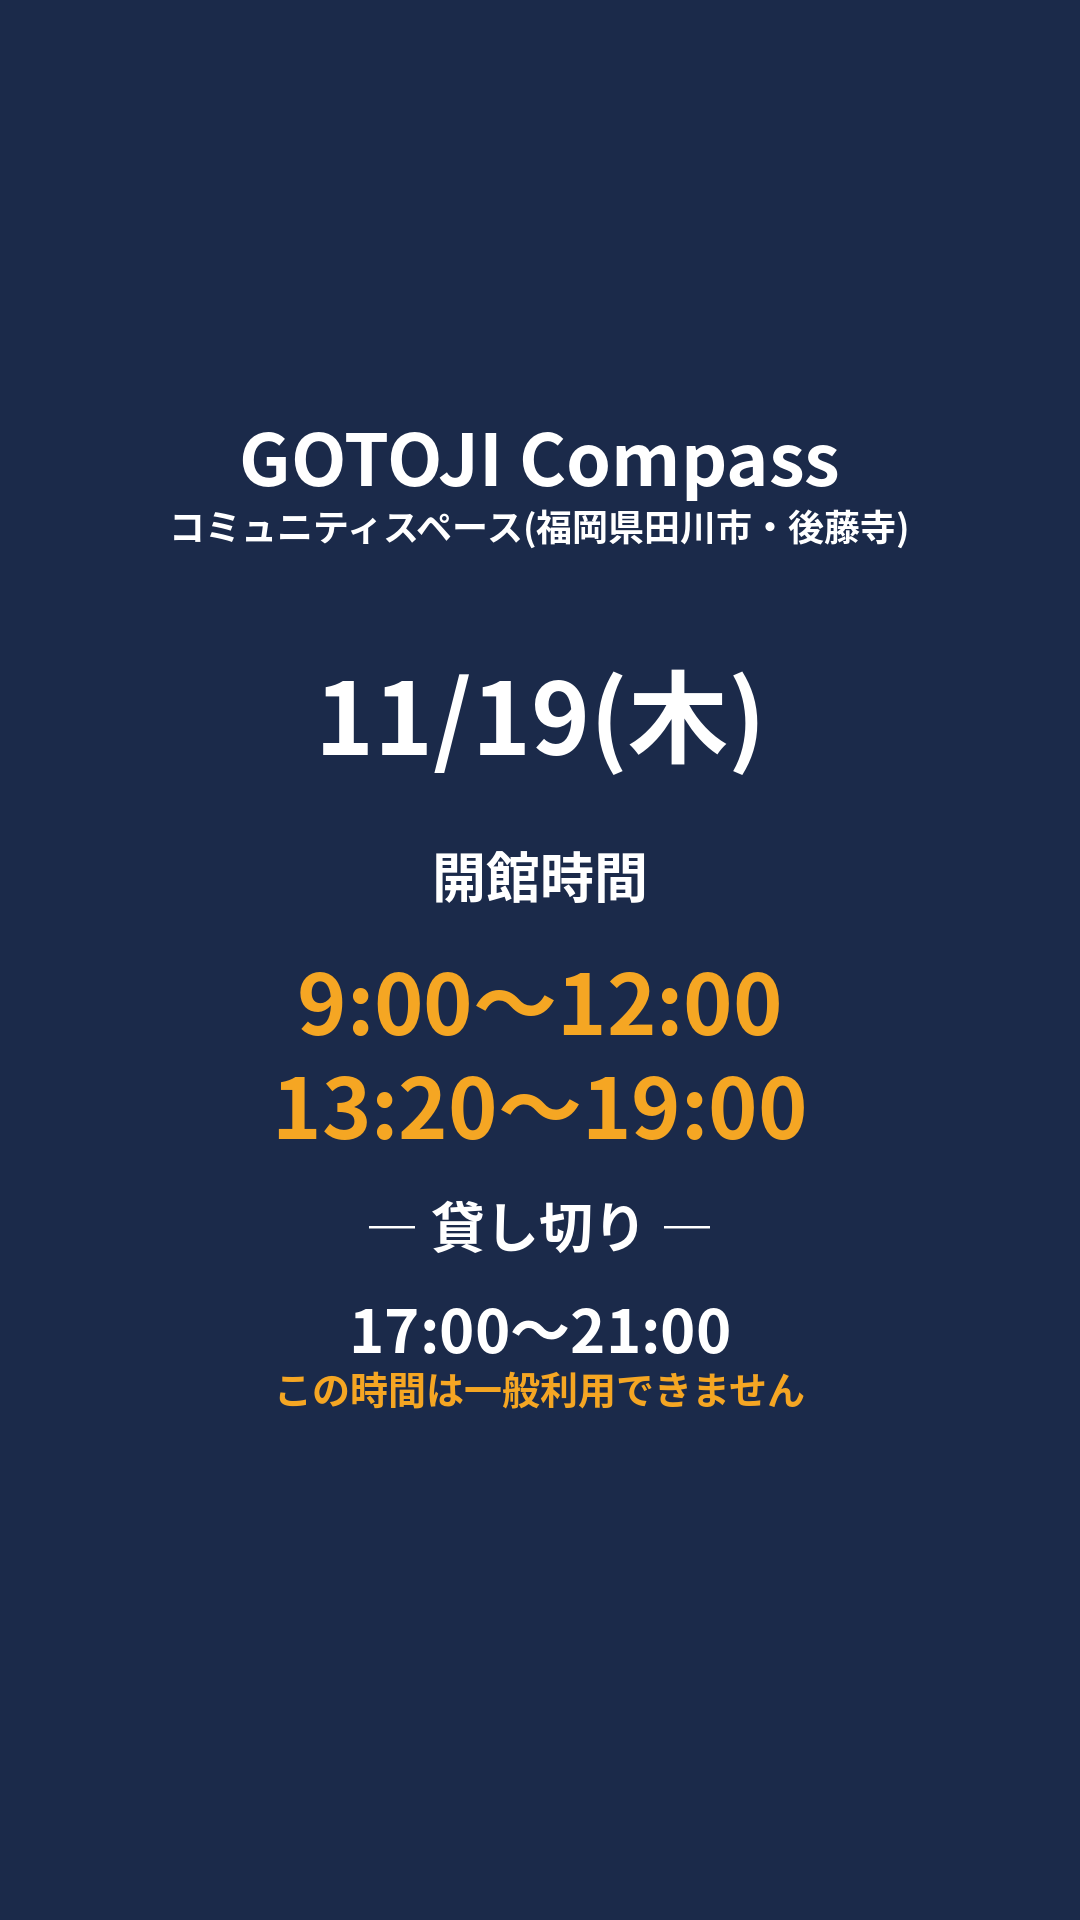 GOTOJI Compass
コミュニティスペース(福岡県田川市・後藤寺)
11/19(木)
開館時間
9:00〜12:00
13:20〜19:00
― 貸し切り ―
17:00〜21:00
この時間は一般利用できません